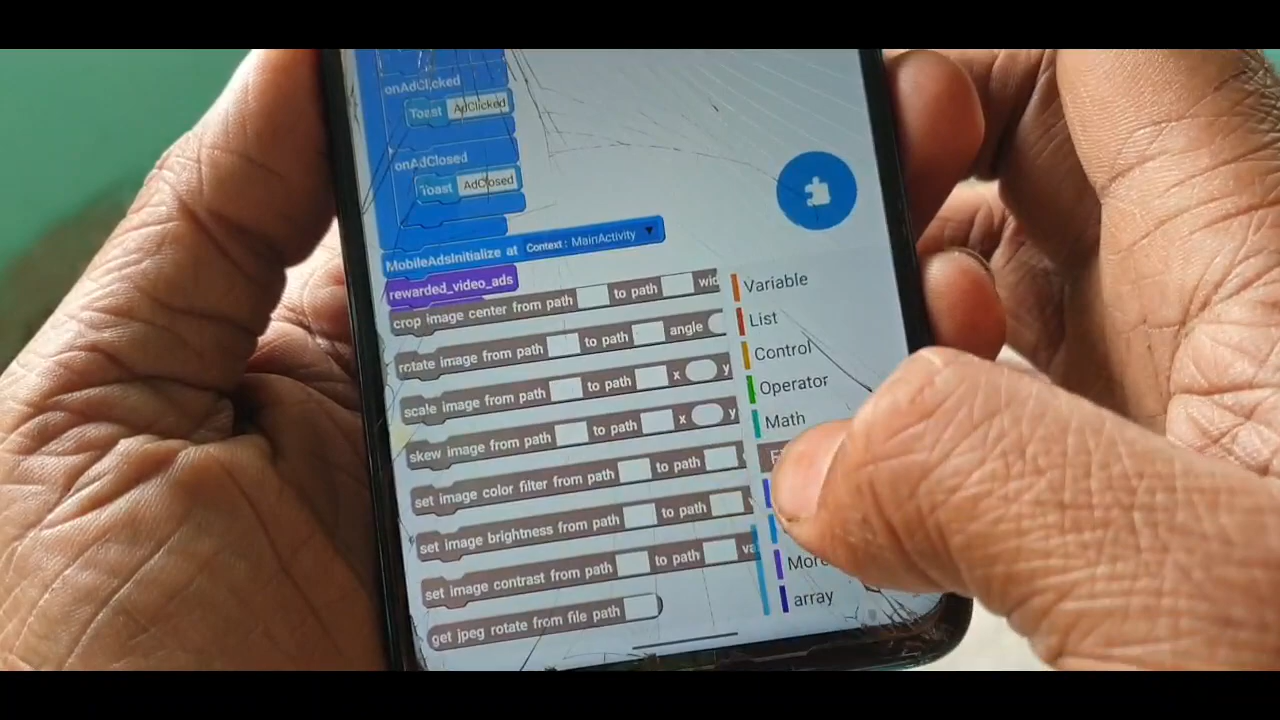 onAdClicked
Toast AdClicked
onAdClosed
Toast AdClosed
MobileAdsInitialize at Context : MainActivity
rewarded_video_ads
crop image center from path to path wid
rotate image from path to path angle
scale image from path to path x y
skew image from path to path x y
set image color filter from path to path
set image brightness from path to path
set image contrast from path to path va
get jpeg rotate from file path
Variable
List
Control
Operator
Math
More
array